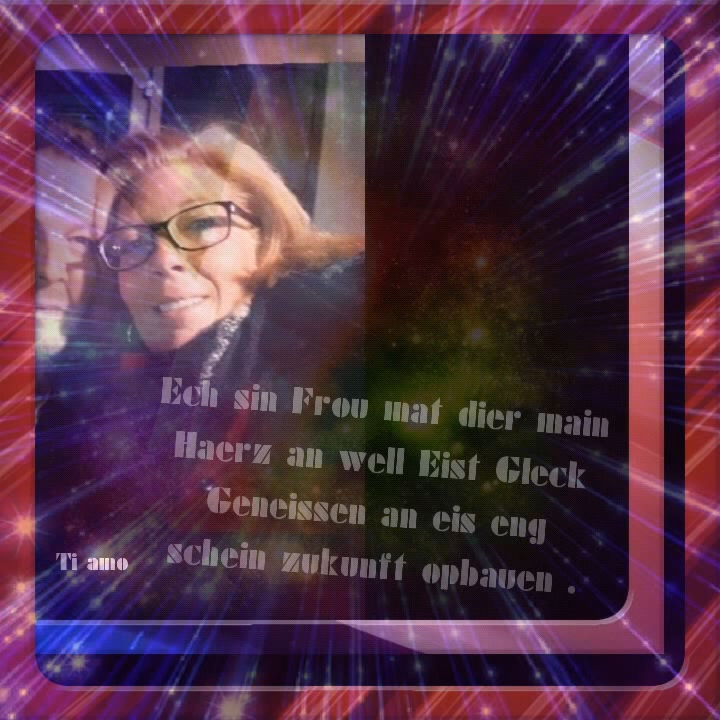 Ech sin Frou mat dier main
Haerz an well Eist Gleck
Geneissen an eis eng
schein zukunft opbauen .
Ti amo